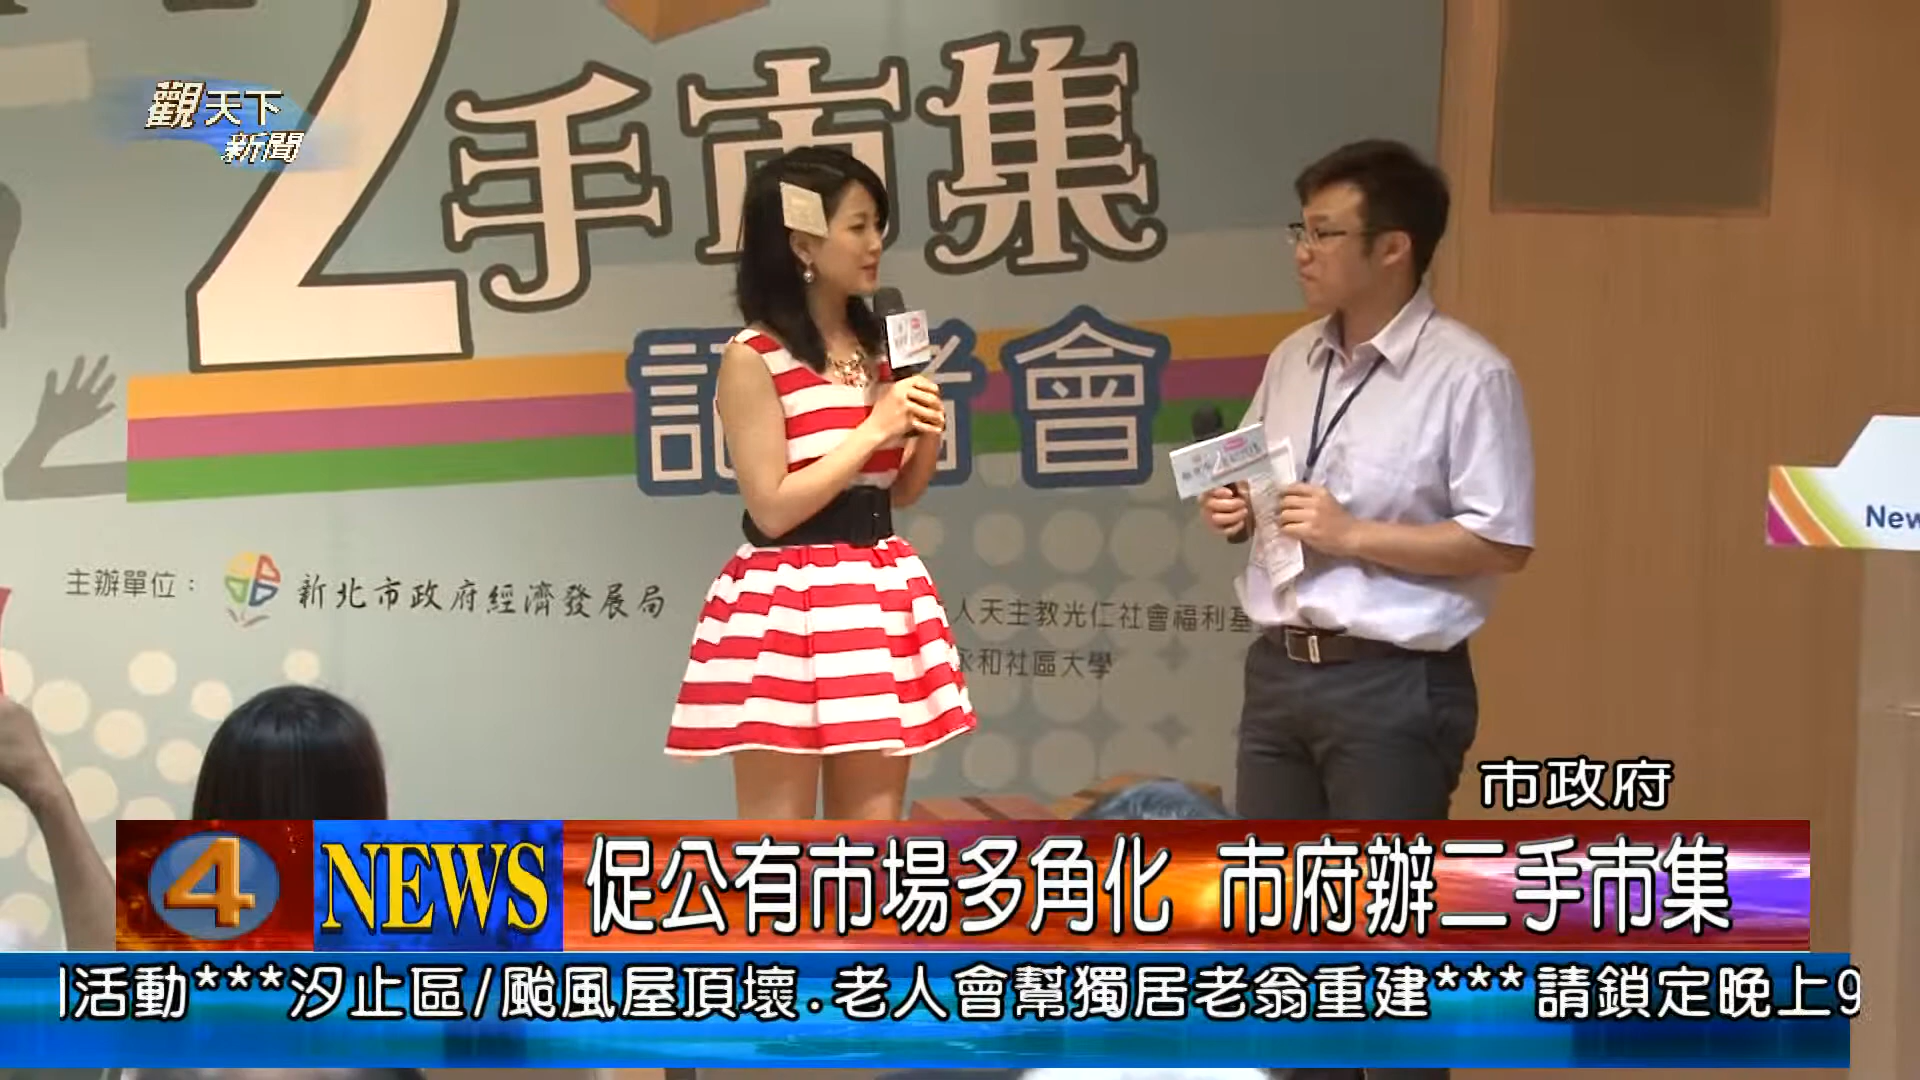 觀天下
新聞
2手市集
記者會
主辦單位：
新北市政府經濟發展局
人天主教光仁社會福利基
永和社區大學
New
市政府
4 NEWS 促公有市場多角化 市府辦二手市集
活動***汐止區/颱風屋頂壞.老人會幫獨居老翁重建***請鎖定晚上9